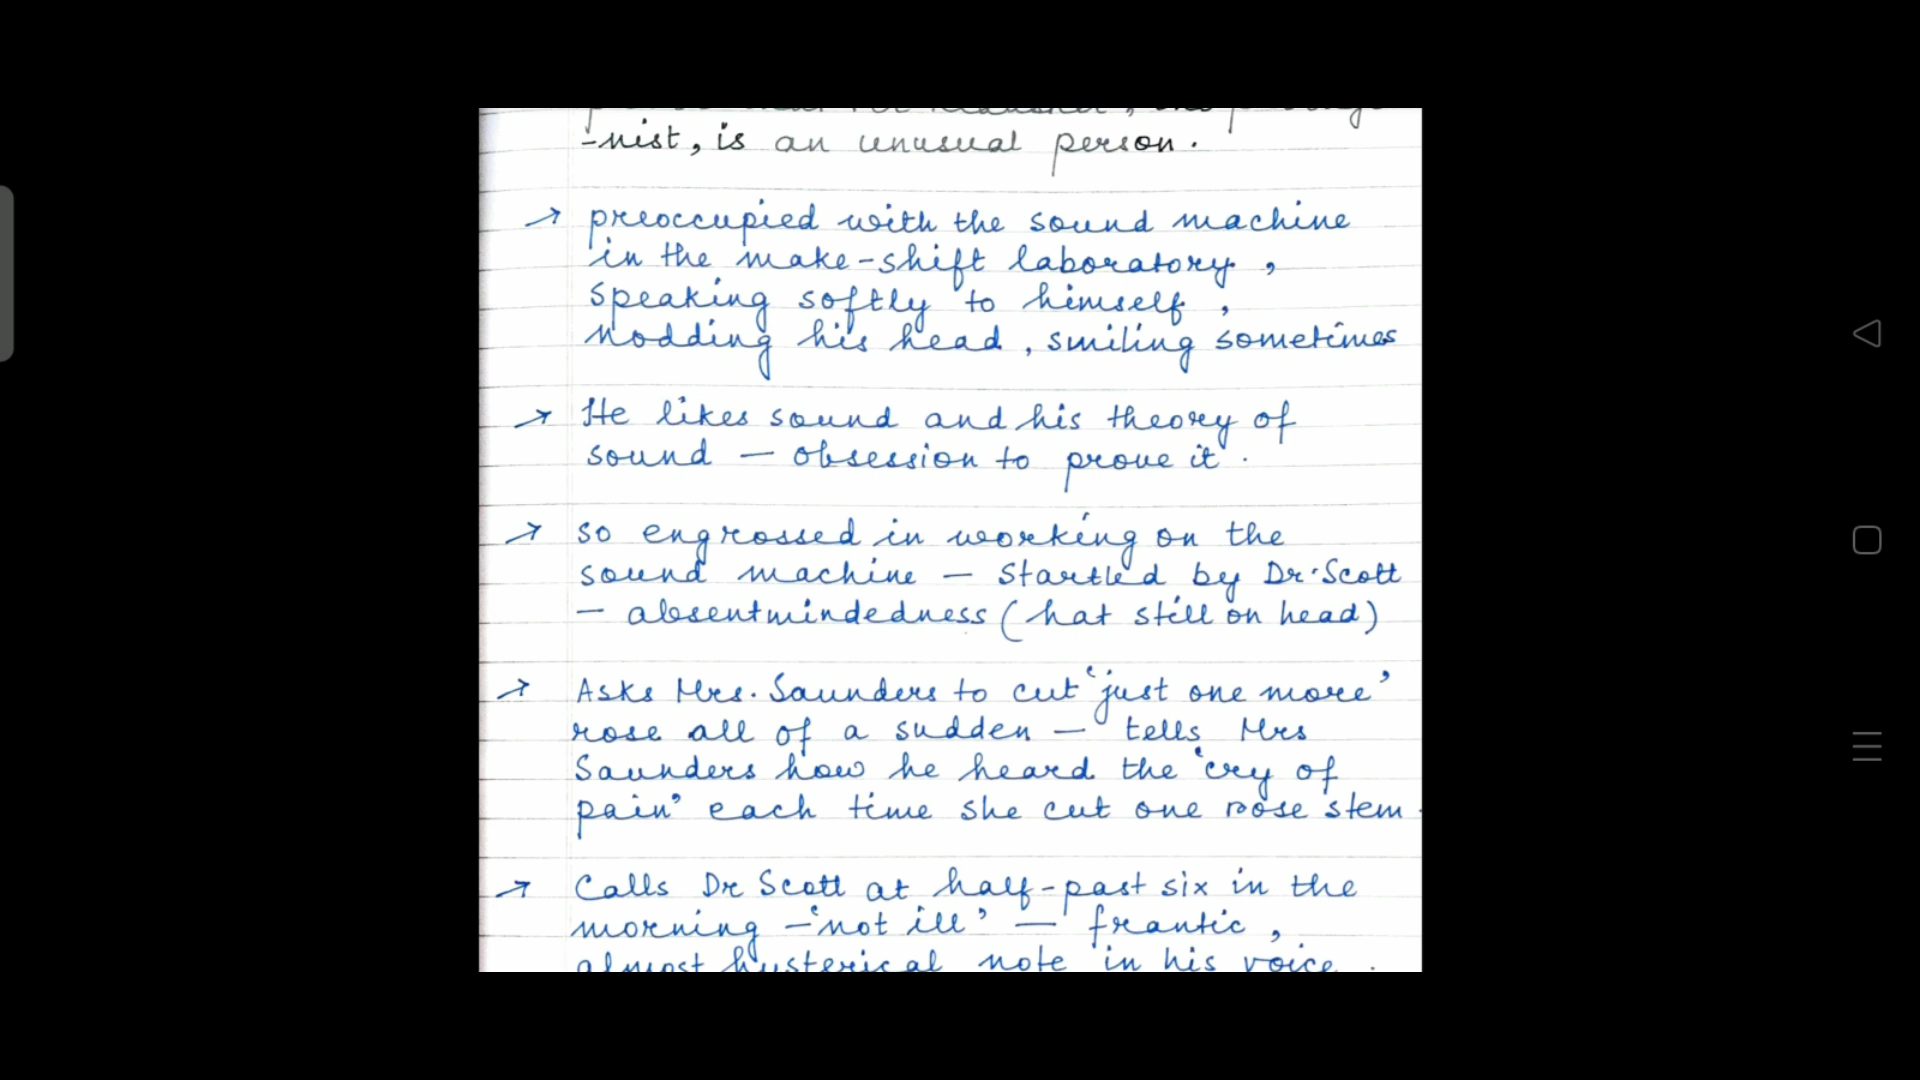 -nist, is an unusual person.
→ preoccupied with the sound machine
in the make-shift laboratory,
speaking softly to himself,
nodding his head, smiling sometimes
→ He likes sound and his theory of
sound — obsession to prove it.
→ so engrossed in working on the
sound machine — startled by Dr. Scott
— absentmindedness (hat still on head)
→ Asks Mrs. Saunders to cut 'just one more'
rose all of a sudden — tells Mrs
Saunders how he heard the 'cry of
pain' each time she cut one rose stem.
→ Calls Dr Scott at half-past six in the
morning — 'not ill' — frantic,
almost hysterical note in his voice.